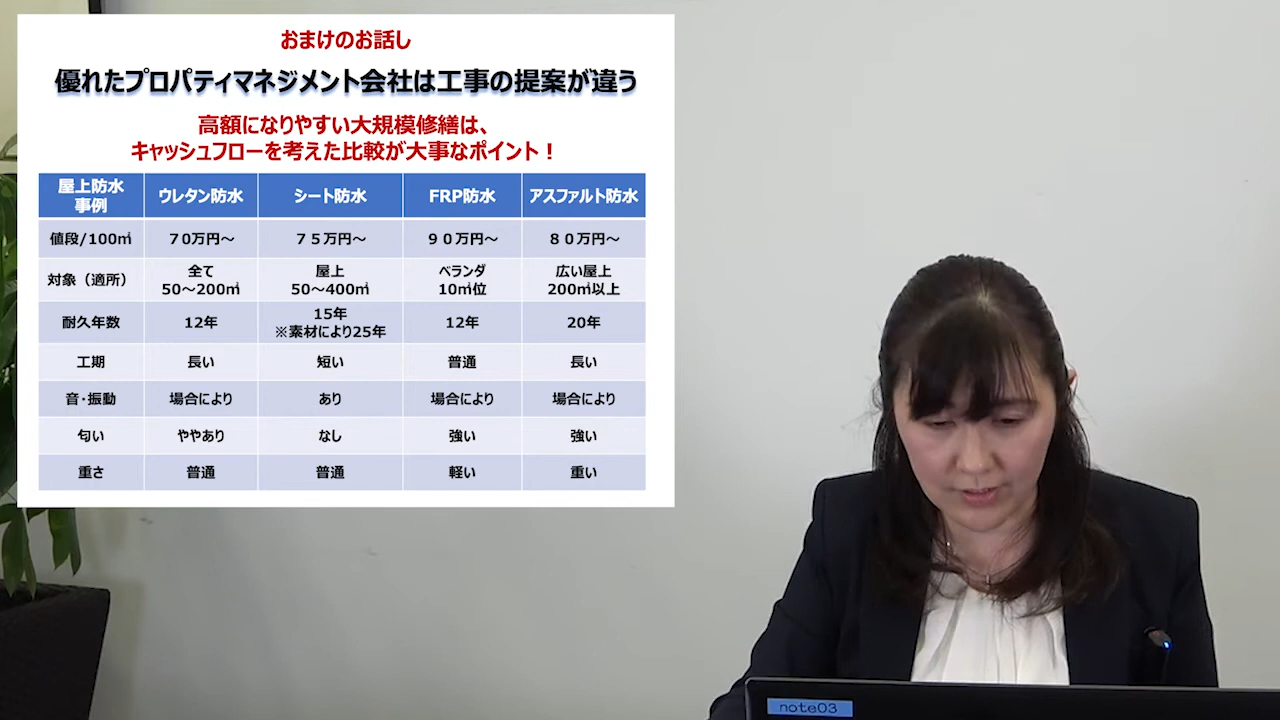 おまけのお話し
優れたプロパティマネジメント会社は工事の提案が違う
高額になりやすい大規模修繕は、
キャッシュフローを考えた比較が大事なポイント！
屋上防水
事例
ウレタン防水
シート防水
FRP防水
アスファルト防水
値段/100㎡
７0万円～
７５万円～
９０万円～
８０万円～
対象（適所）
全て
50～200㎡
屋上
50～400㎡
ベランダ
10㎡位
広い屋上
200㎡以上
耐久年数
12年
15年
※素材により25年
12年
20年
工期
長い
短い
普通
長い
音・振動
場合により
あり
場合により
場合により
匂い
ややあり
なし
強い
強い
重さ
普通
普通
軽い
重い
note03